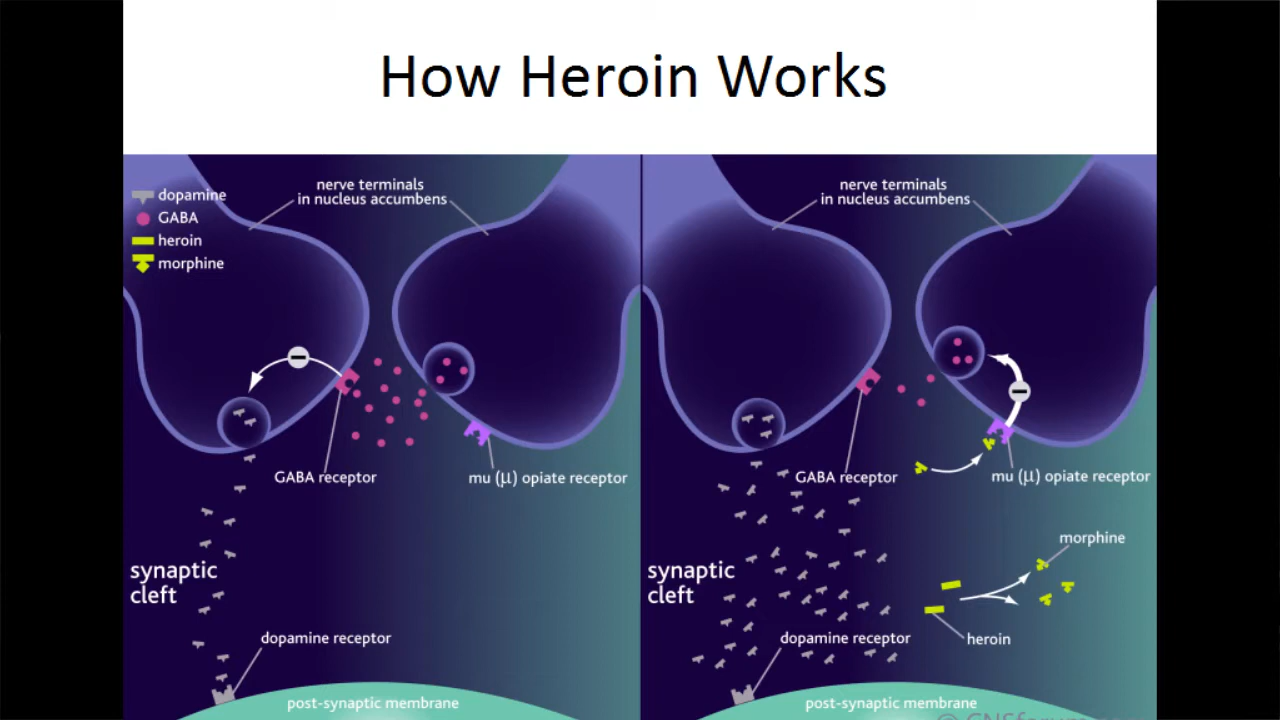 How Heroin Works
dopamine
GABA
heroin
morphine
nerve terminals
in nucleus accumbens
GABA receptor
mu (µ) opiate receptor
synaptic
cleft
dopamine receptor
post-synaptic membrane
nerve terminals
in nucleus accumbens
GABA receptor
mu (µ) opiate receptor
morphine
synaptic
cleft
dopamine receptor
heroin
post-synaptic membrane